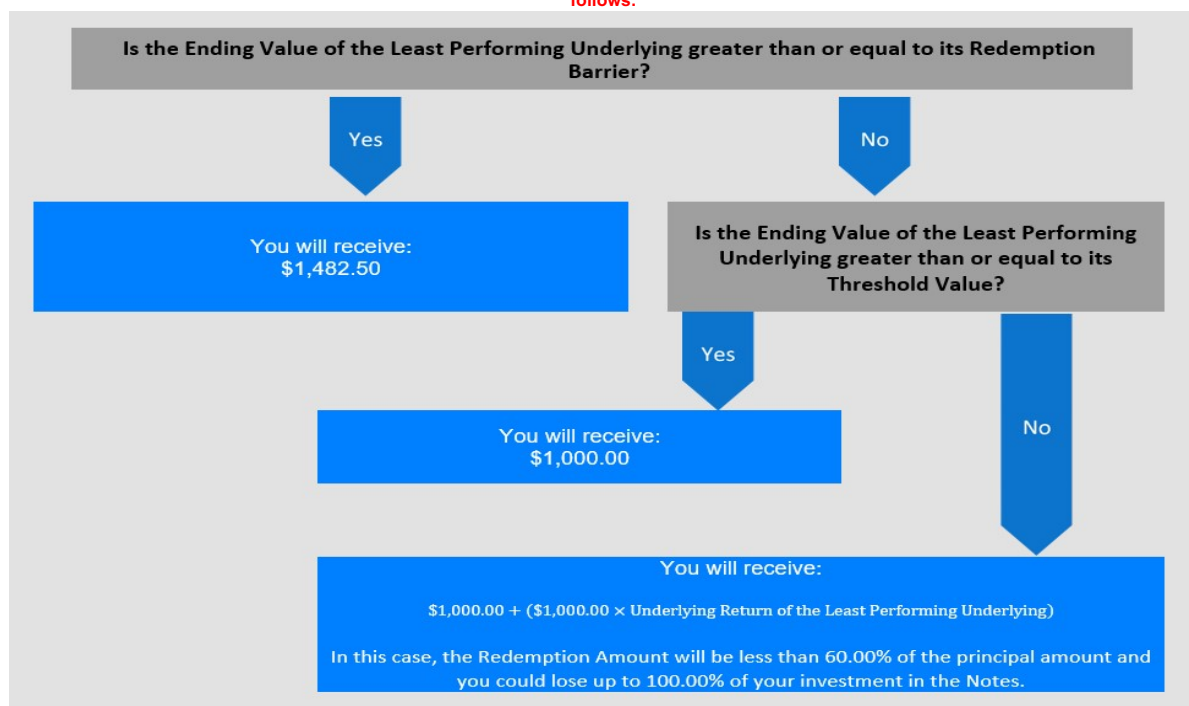 follows:
Is the Ending Value of the Least Performing Underlying greater than or equal to its Redemption
Barrier?
Yes
No
You will receive:
$1,482.50
Is the Ending Value of the Least Performing
Underlying greater than or equal to its
Threshold Value?
Yes
No
You will receive:
$1,000.00
You will receive:
$1,000.00 + ($1,000.00 × Underlying Return of the Least Performing Underlying)
In this case, the Redemption Amount will be less than 60.00% of the principal amount and
you could lose up to 100.00% of your investment in the Notes.